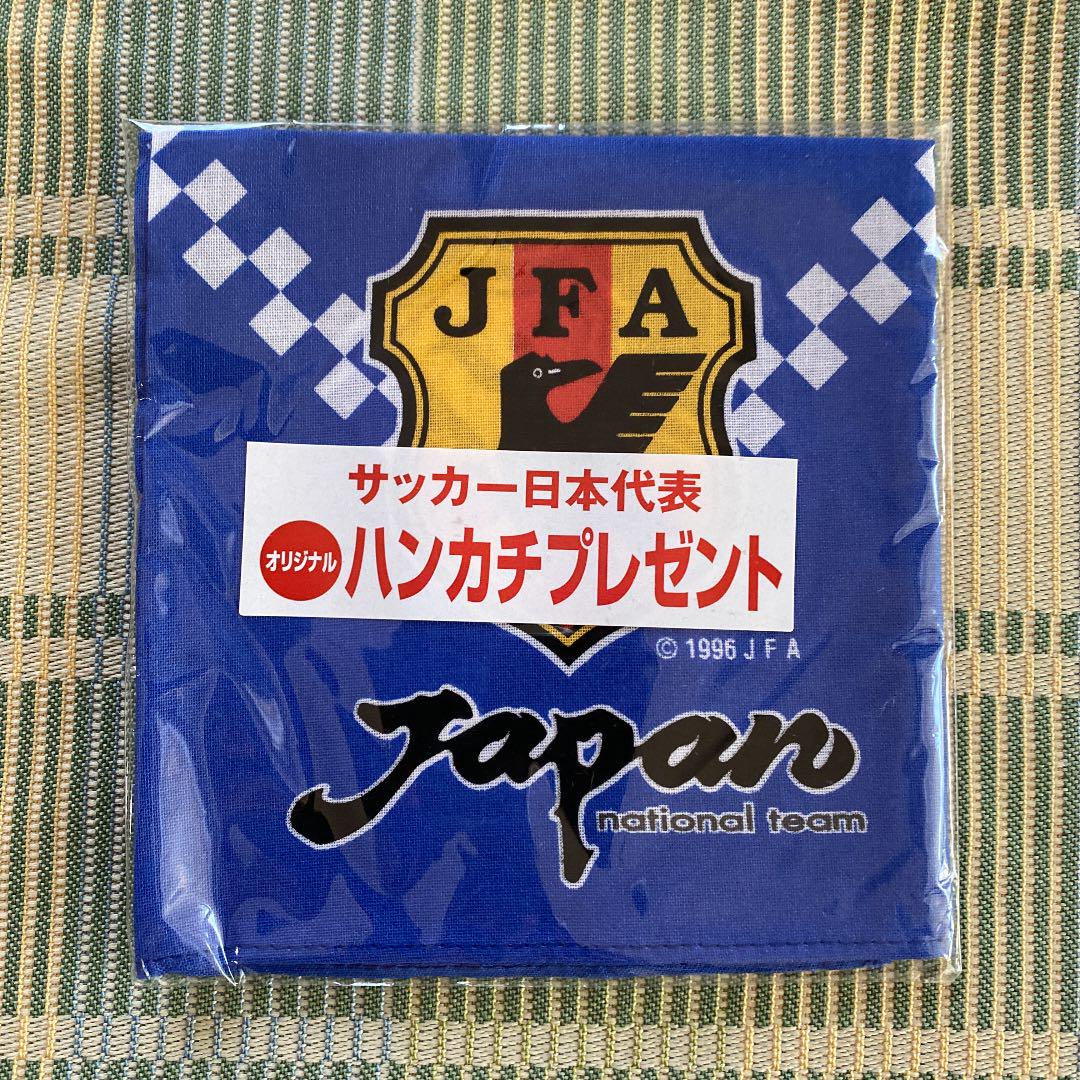 JFA
サッカー日本代表
オリジナル
ハンカチプレゼント
© 1996 J F A
Japan
national team